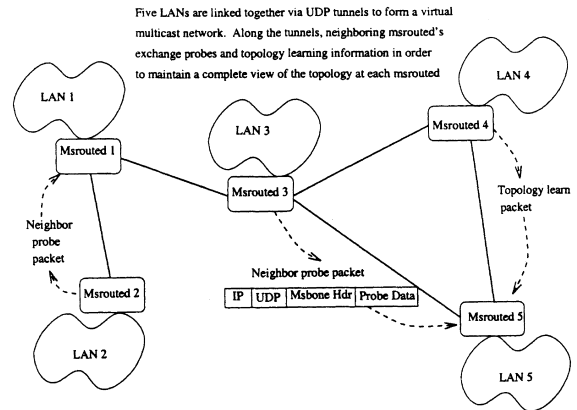 Five LANs are linked together via UDP tunnels to form a virtual
multicast network. Along the tunnels, neighboring msrouted's
exchange probes and topology learning information in order
to maintain a complete view of the topology at each msrouted
LAN 1
LAN 4
LAN 3
Msrouted 1
Msrouted 4
Msrouted 3
Topology learn
packet
Neighbor
probe
packet
Neighbor probe packet
IP UDP Msbone Hdr Probe Data
Msrouted 2
Msrouted 5
LAN 2
LAN 5